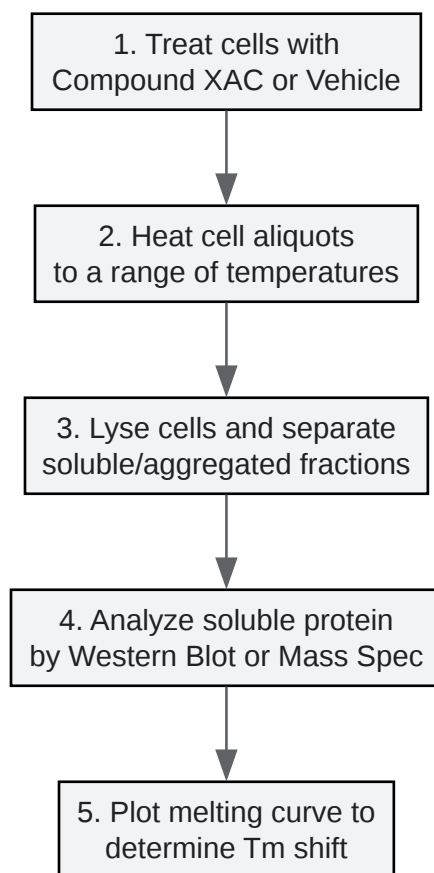 1. Treat cells with
Compound XAC or Vehicle
2. Heat cell aliquots
to a range of temperatures
3. Lyse cells and separate
soluble/aggregated fractions
4. Analyze soluble protein
by Western Blot or Mass Spec
5. Plot melting curve to
determine Tm shift